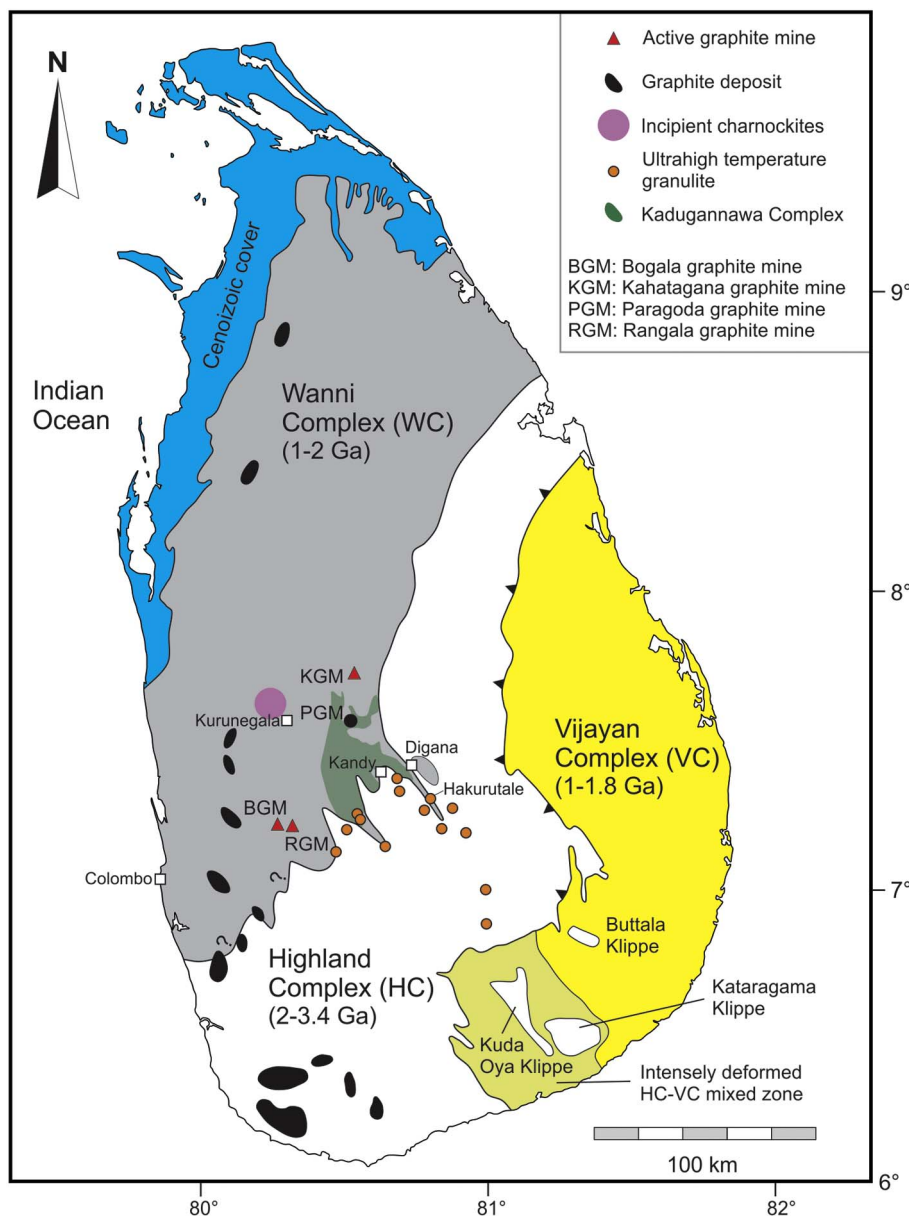 N
Active graphite mine
Graphite deposit
Incipient charnockites
Ultrahigh temperature
granulite
Kadugannawa Complex
BGM: Bogala graphite mine
KGM: Kahatagana graphite mine
PGM: Paragoda graphite mine
RGM: Rangala graphite mine
Cenoizoic cover
9°
Indian
Ocean
Wanni
Complex (WC)
(1-2 Ga)
8°
KGM
PGM
Kurunegala
Digana
Kandy
Hakurutale
Vijayan
Complex (VC)
(1-1.8 Ga)
BGM
RGM
Colombo
?
7°
?
Buttala
Klippe
Highland
Complex (HC)
(2-3.4 Ga)
Kataragama
Klippe
Kuda
Oya Klippe
Intensely deformed
HC-VC mixed zone
100 km
6°
80°
81°
82°